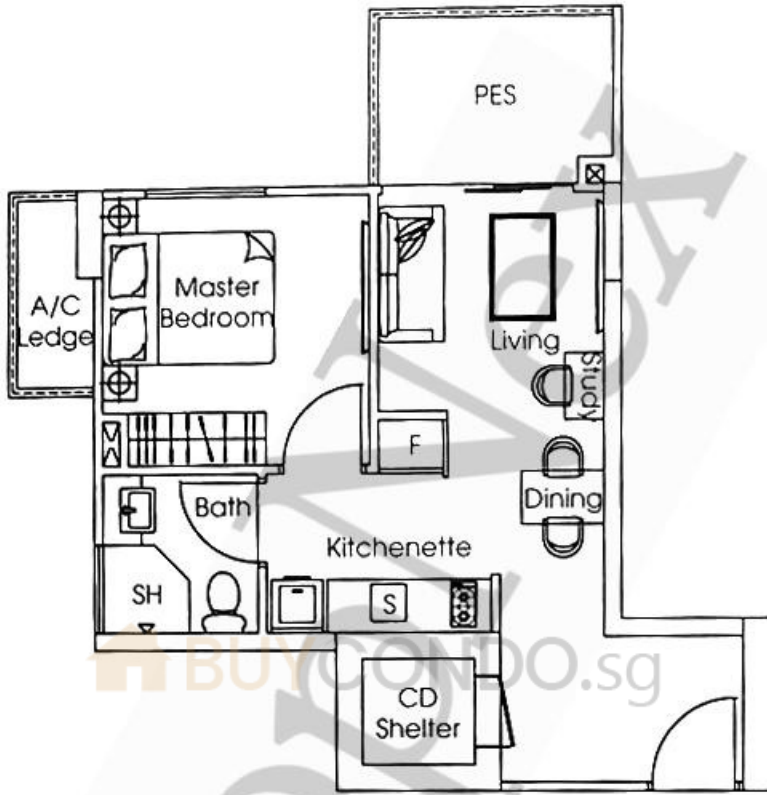 PES
A/C
Ledge
Master
Bedroom
Living
Study
F
Dining
Bath
Kitchenette
SH
S
BUYCONDO.sg
CD
Shelter